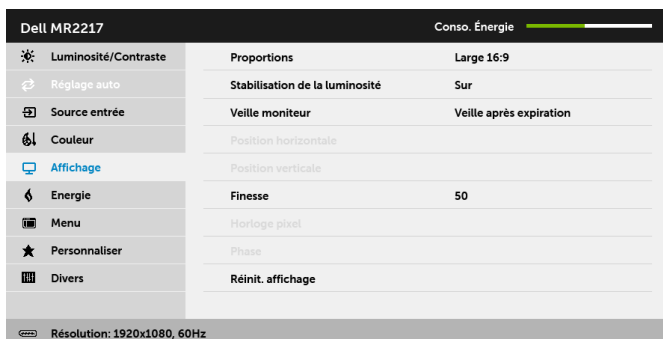 Dell MR2217 Conso. Énergie
Luminosité/Contraste Proportions Large 16:9
Réglage auto Stabilisation de la luminosité Sur
Source entrée Veille moniteur Veille après expiration
Couleur Position horizontale
Affichage Position verticale
Energie Finesse 50
Menu Horloge pixel
Personnaliser Phase
Divers Réinit. affichage
Résolution: 1920x1080, 60Hz